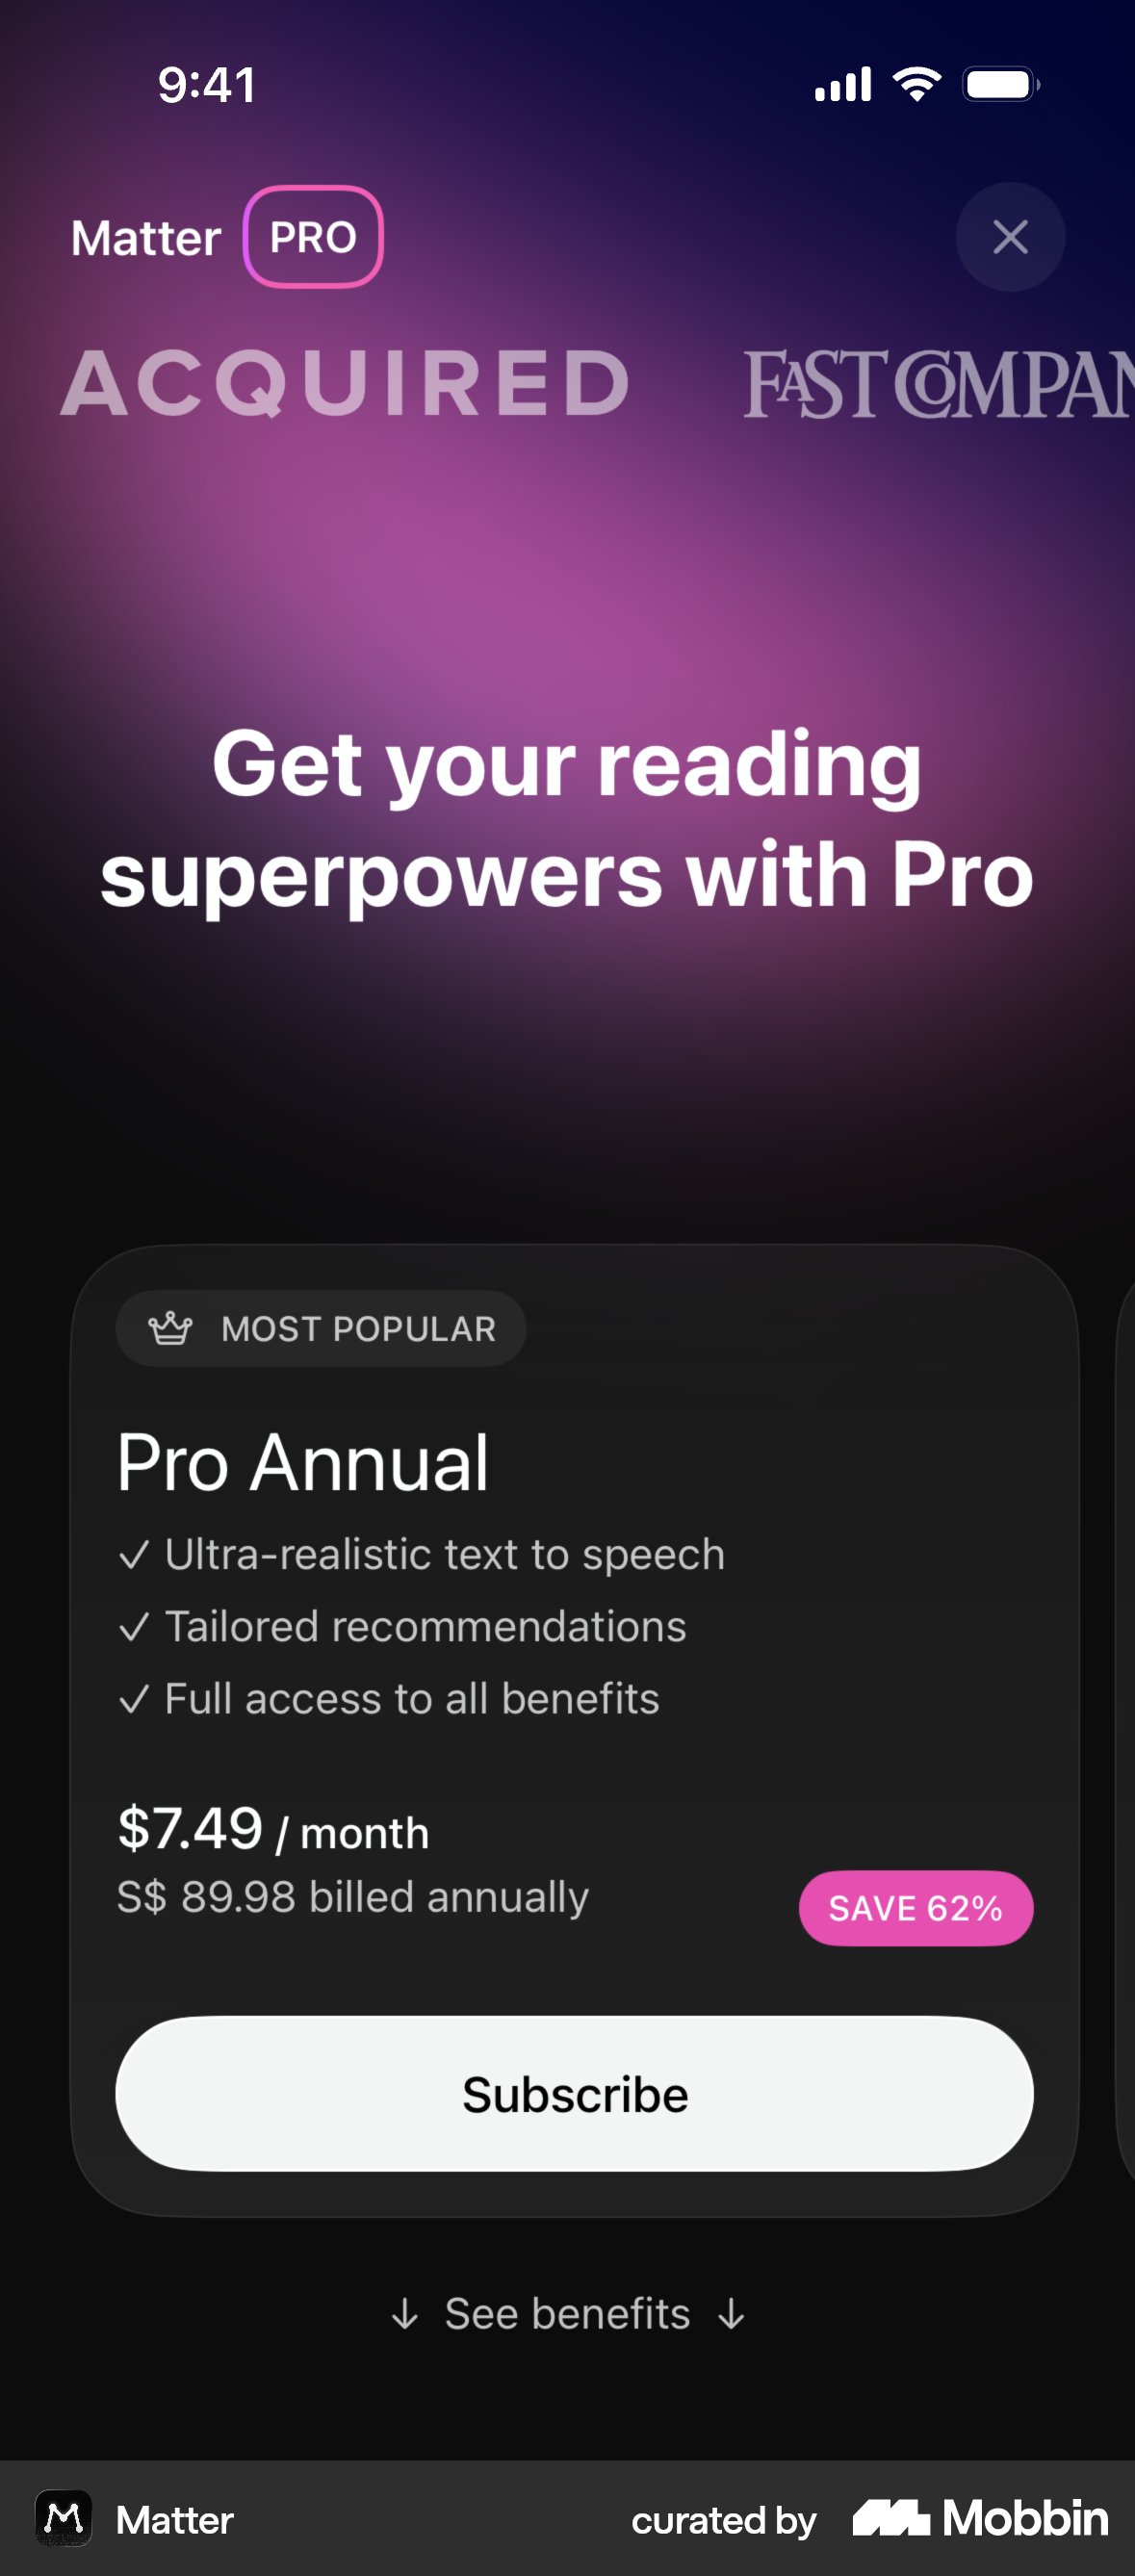 9:41
Matter PRO
ACQUIRED FAST COMPAN
Get your reading
superpowers with Pro
MOST POPULAR
Pro Annual
✓ Ultra-realistic text to speech
✓ Tailored recommendations
✓ Full access to all benefits
$7.49 / month
S$ 89.98 billed annually
SAVE 62%
Subscribe
↓ See benefits ↓
Matter curated by Mobbin